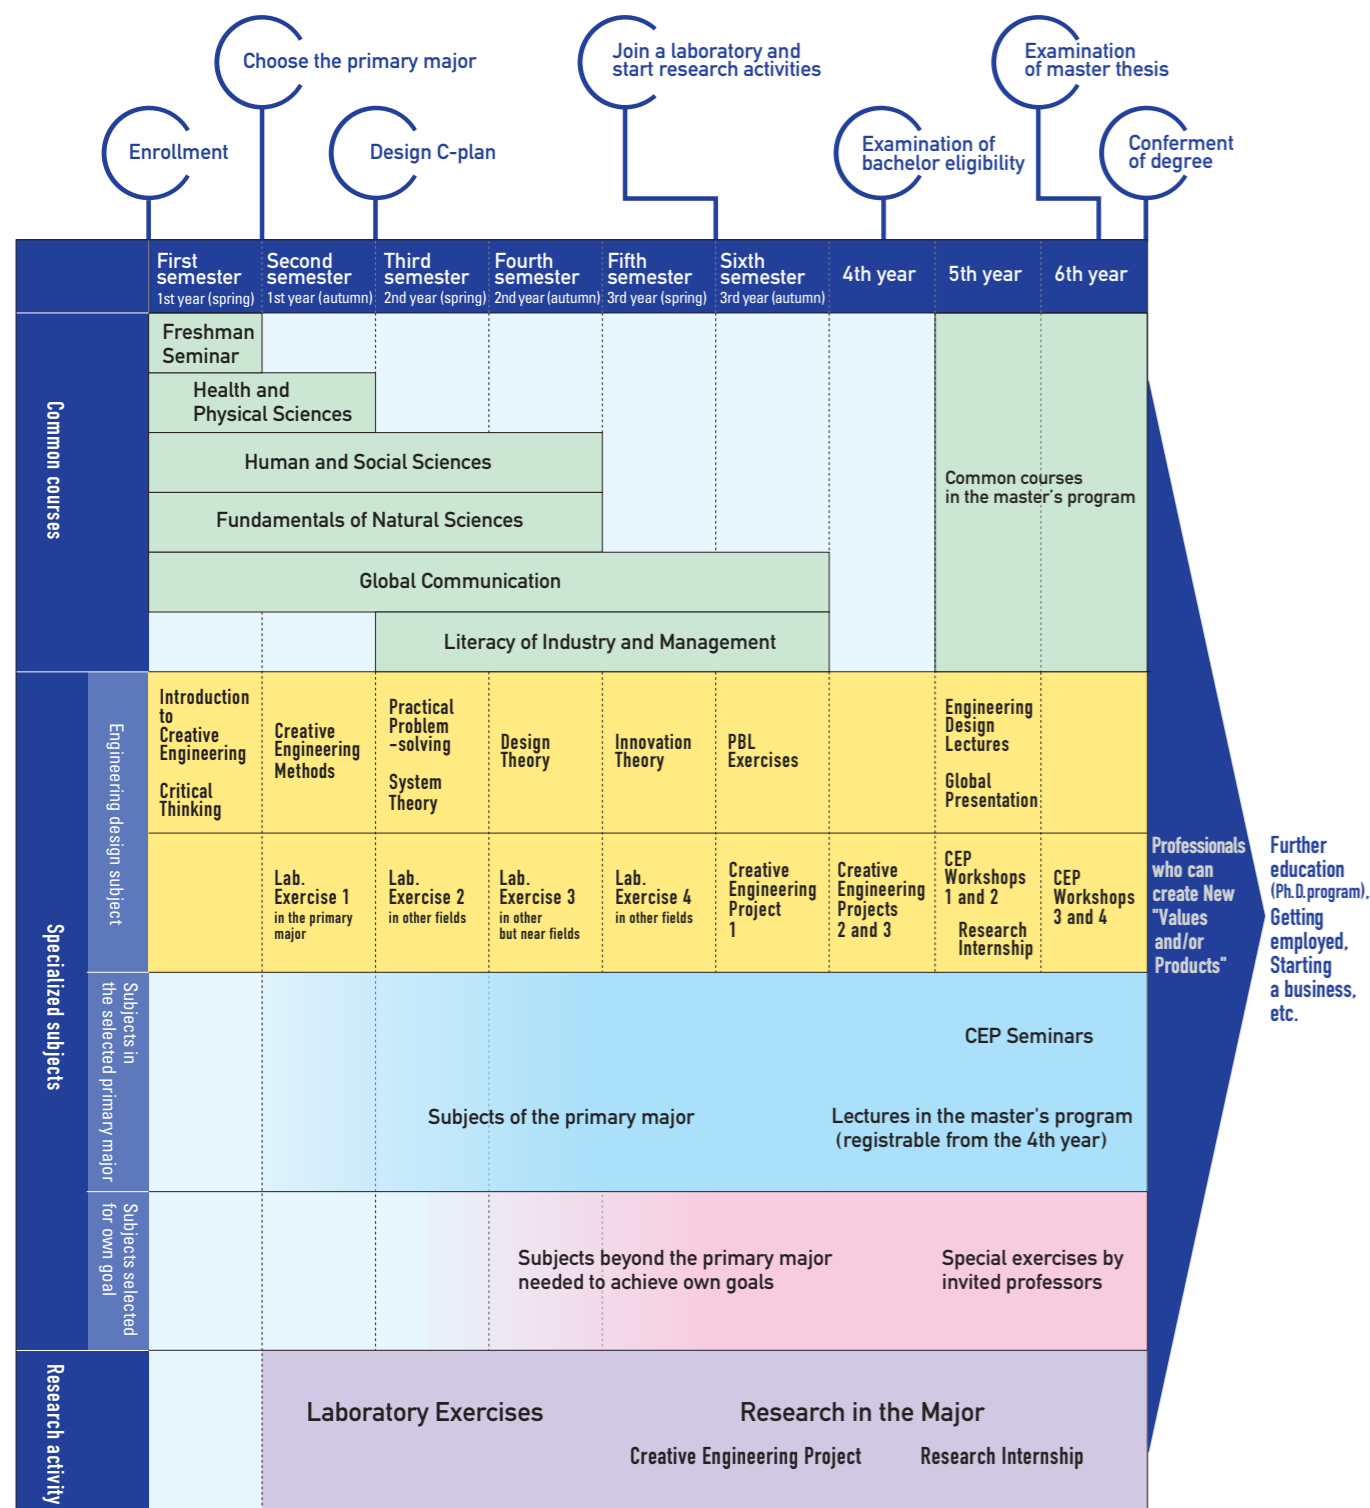 Choose the primary major
Join a laboratory and
start research activities
Examination
of master thesis
Enrollment
Design C-plan
Examination of
bachelor eligibility
Conferment
of degree
First
semester
1st year (spring)
Second
semester
1st year (autumn)
Third
semester
2nd year (spring)
Fourth
semester
2nd year (autumn)
Fifth
semester
3rd year (spring)
Sixth
semester
3rd year (autumn)
4th year
5th year
6th year
Common courses
Freshman
Seminar
Health and
Physical Sciences
Human and Social Sciences
Fundamentals of Natural Sciences
Global Communication
Literacy of Industry and Management
Common courses
in the master's program
Specialized subjects
Engineering design subject
Introduction
to
Creative
Engineering
Critical
Thinking
Creative
Engineering
Methods
Practical
Problem
-solving
System
Theory
Design
Theory
Innovation
Theory
PBL
Exercises
Engineering
Design
Lectures
Global
Presentation
Lab.
Exercise 1
in the primary
major
Lab.
Exercise 2
in other fields
Lab.
Exercise 3
in other
but near fields
Lab.
Exercise 4
in other fields
Creative
Engineering
Project
1
Creative
Engineering
Projects
2 and 3
CEP
Workshops
1 and 2
Research
Internship
CEP
Workshops
3 and 4
Subjects in
the selected primary major
CEP Seminars
Subjects of the primary major
Lectures in the master's program
(registrable from the 4th year)
Subjects selected
for own goal
Subjects beyond the primary major
needed to achieve own goals
Special exercises by
invited professors
Research activity
Laboratory Exercises
Research in the Major
Creative Engineering Project
Research Internship
Professionals
who can
create New
"Values
and/or
Products"
Further
education
(Ph.D.program),
Getting
employed,
Starting
a business,
etc.